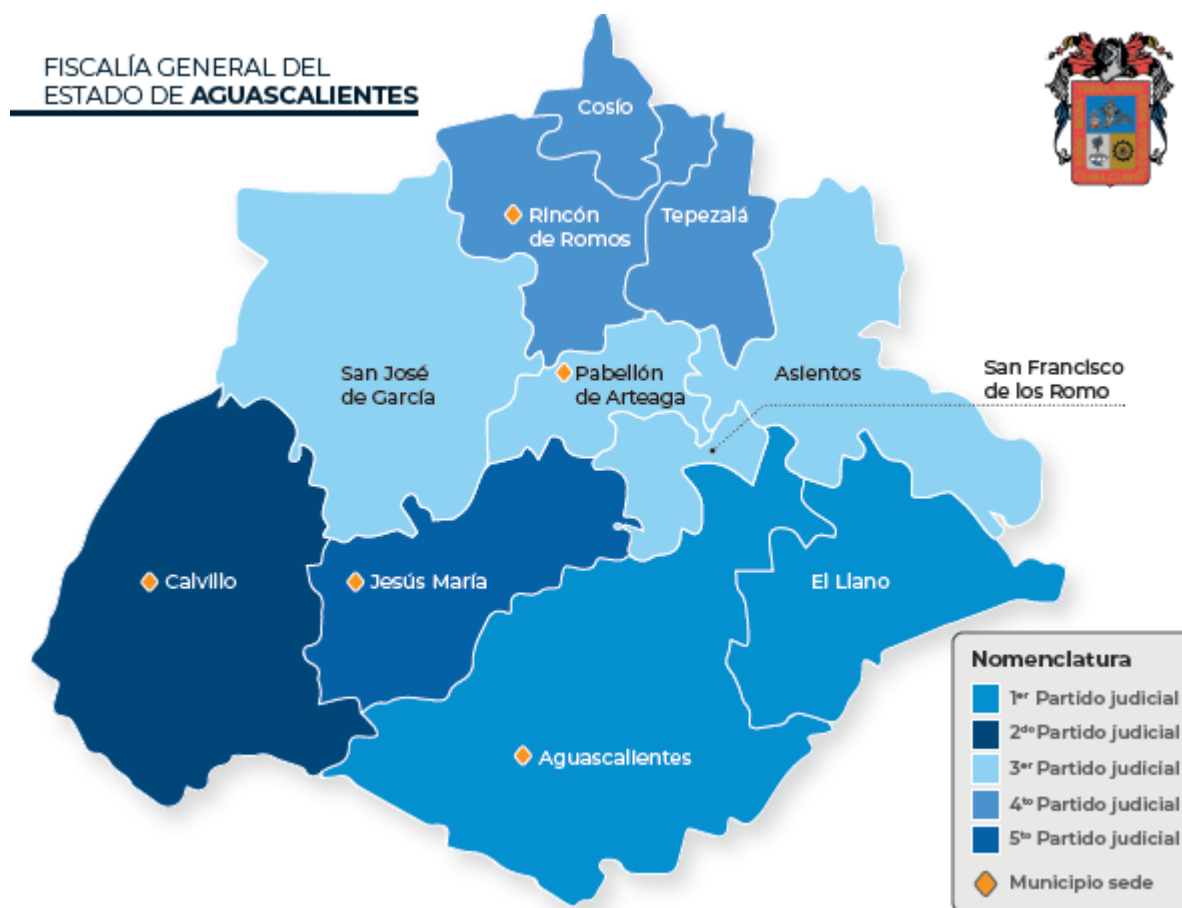 FISCALÍA GENERAL DEL
ESTADO DE AGUASCALIENTES
Cosío
Rincón
de Romos
Tepezalá
San José
de García
Pabellón
de Arteaga
Asientos
San Francisco
de los Romo
Calvillo
Jesús María
El Llano
Aguascalientes
Nomenclatura
1er Partido judicial
2do Partido judicial
3er Partido judicial
4to Partido judicial
5to Partido judicial
Municipio sede